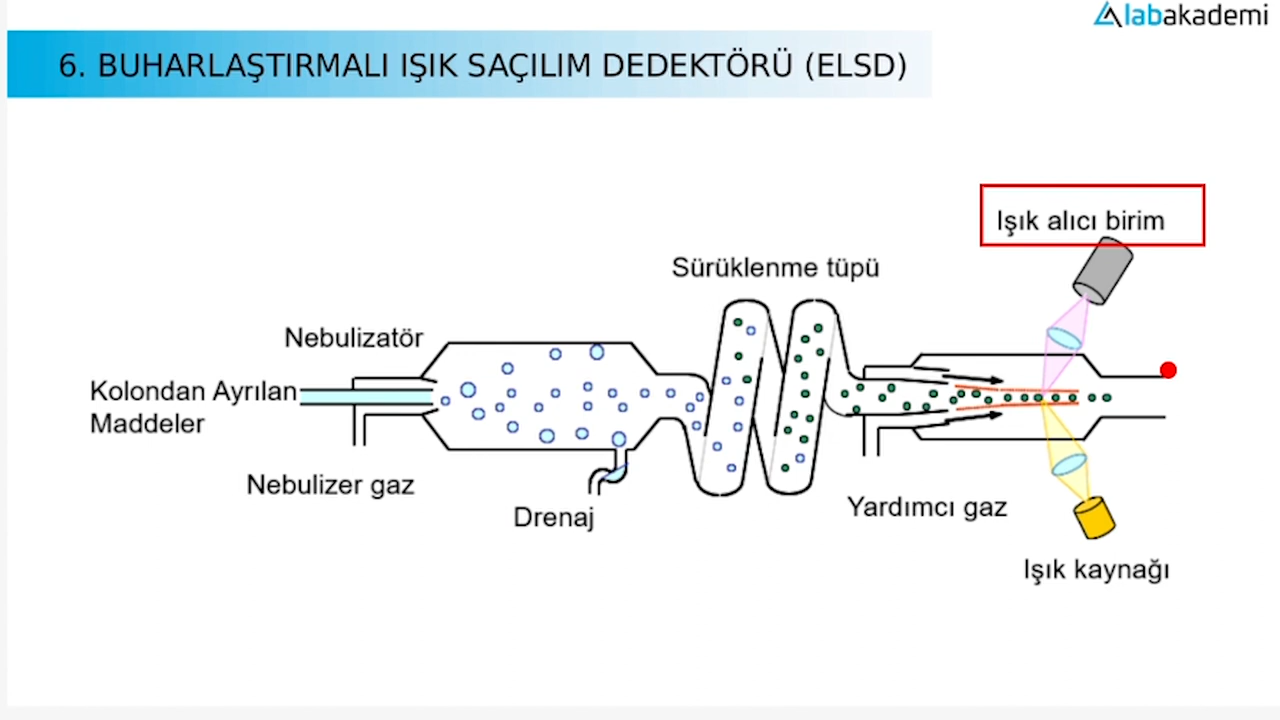 labakademi
6. BUHARLAŞTIRMALI IŞIK SAÇILIM DEDEKTÖRÜ (ELSD)
Işık alıcı birim
Sürüklenme tüpü
Nebulizatör
Kolondan Ayrılan
Maddeler
Nebulizer gaz
Drenaj
Yardımcı gaz
Işık kaynağı